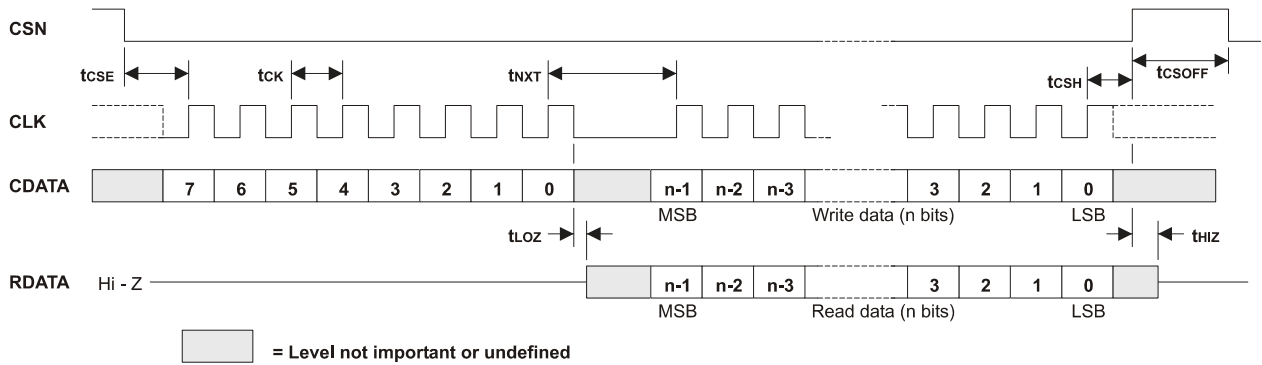 CSN
tCSE tCK tNXT tCSH tCSOFF
CLK
CDATA 7 6 5 4 3 2 1 0 n-1 n-2 n-3 3 2 1 0
MSB Write data (n bits) LSB
tLOZ tHIZ
RDATA Hi - Z n-1 n-2 n-3 3 2 1 0
MSB Read data (n bits) LSB
= Level not important or undefined